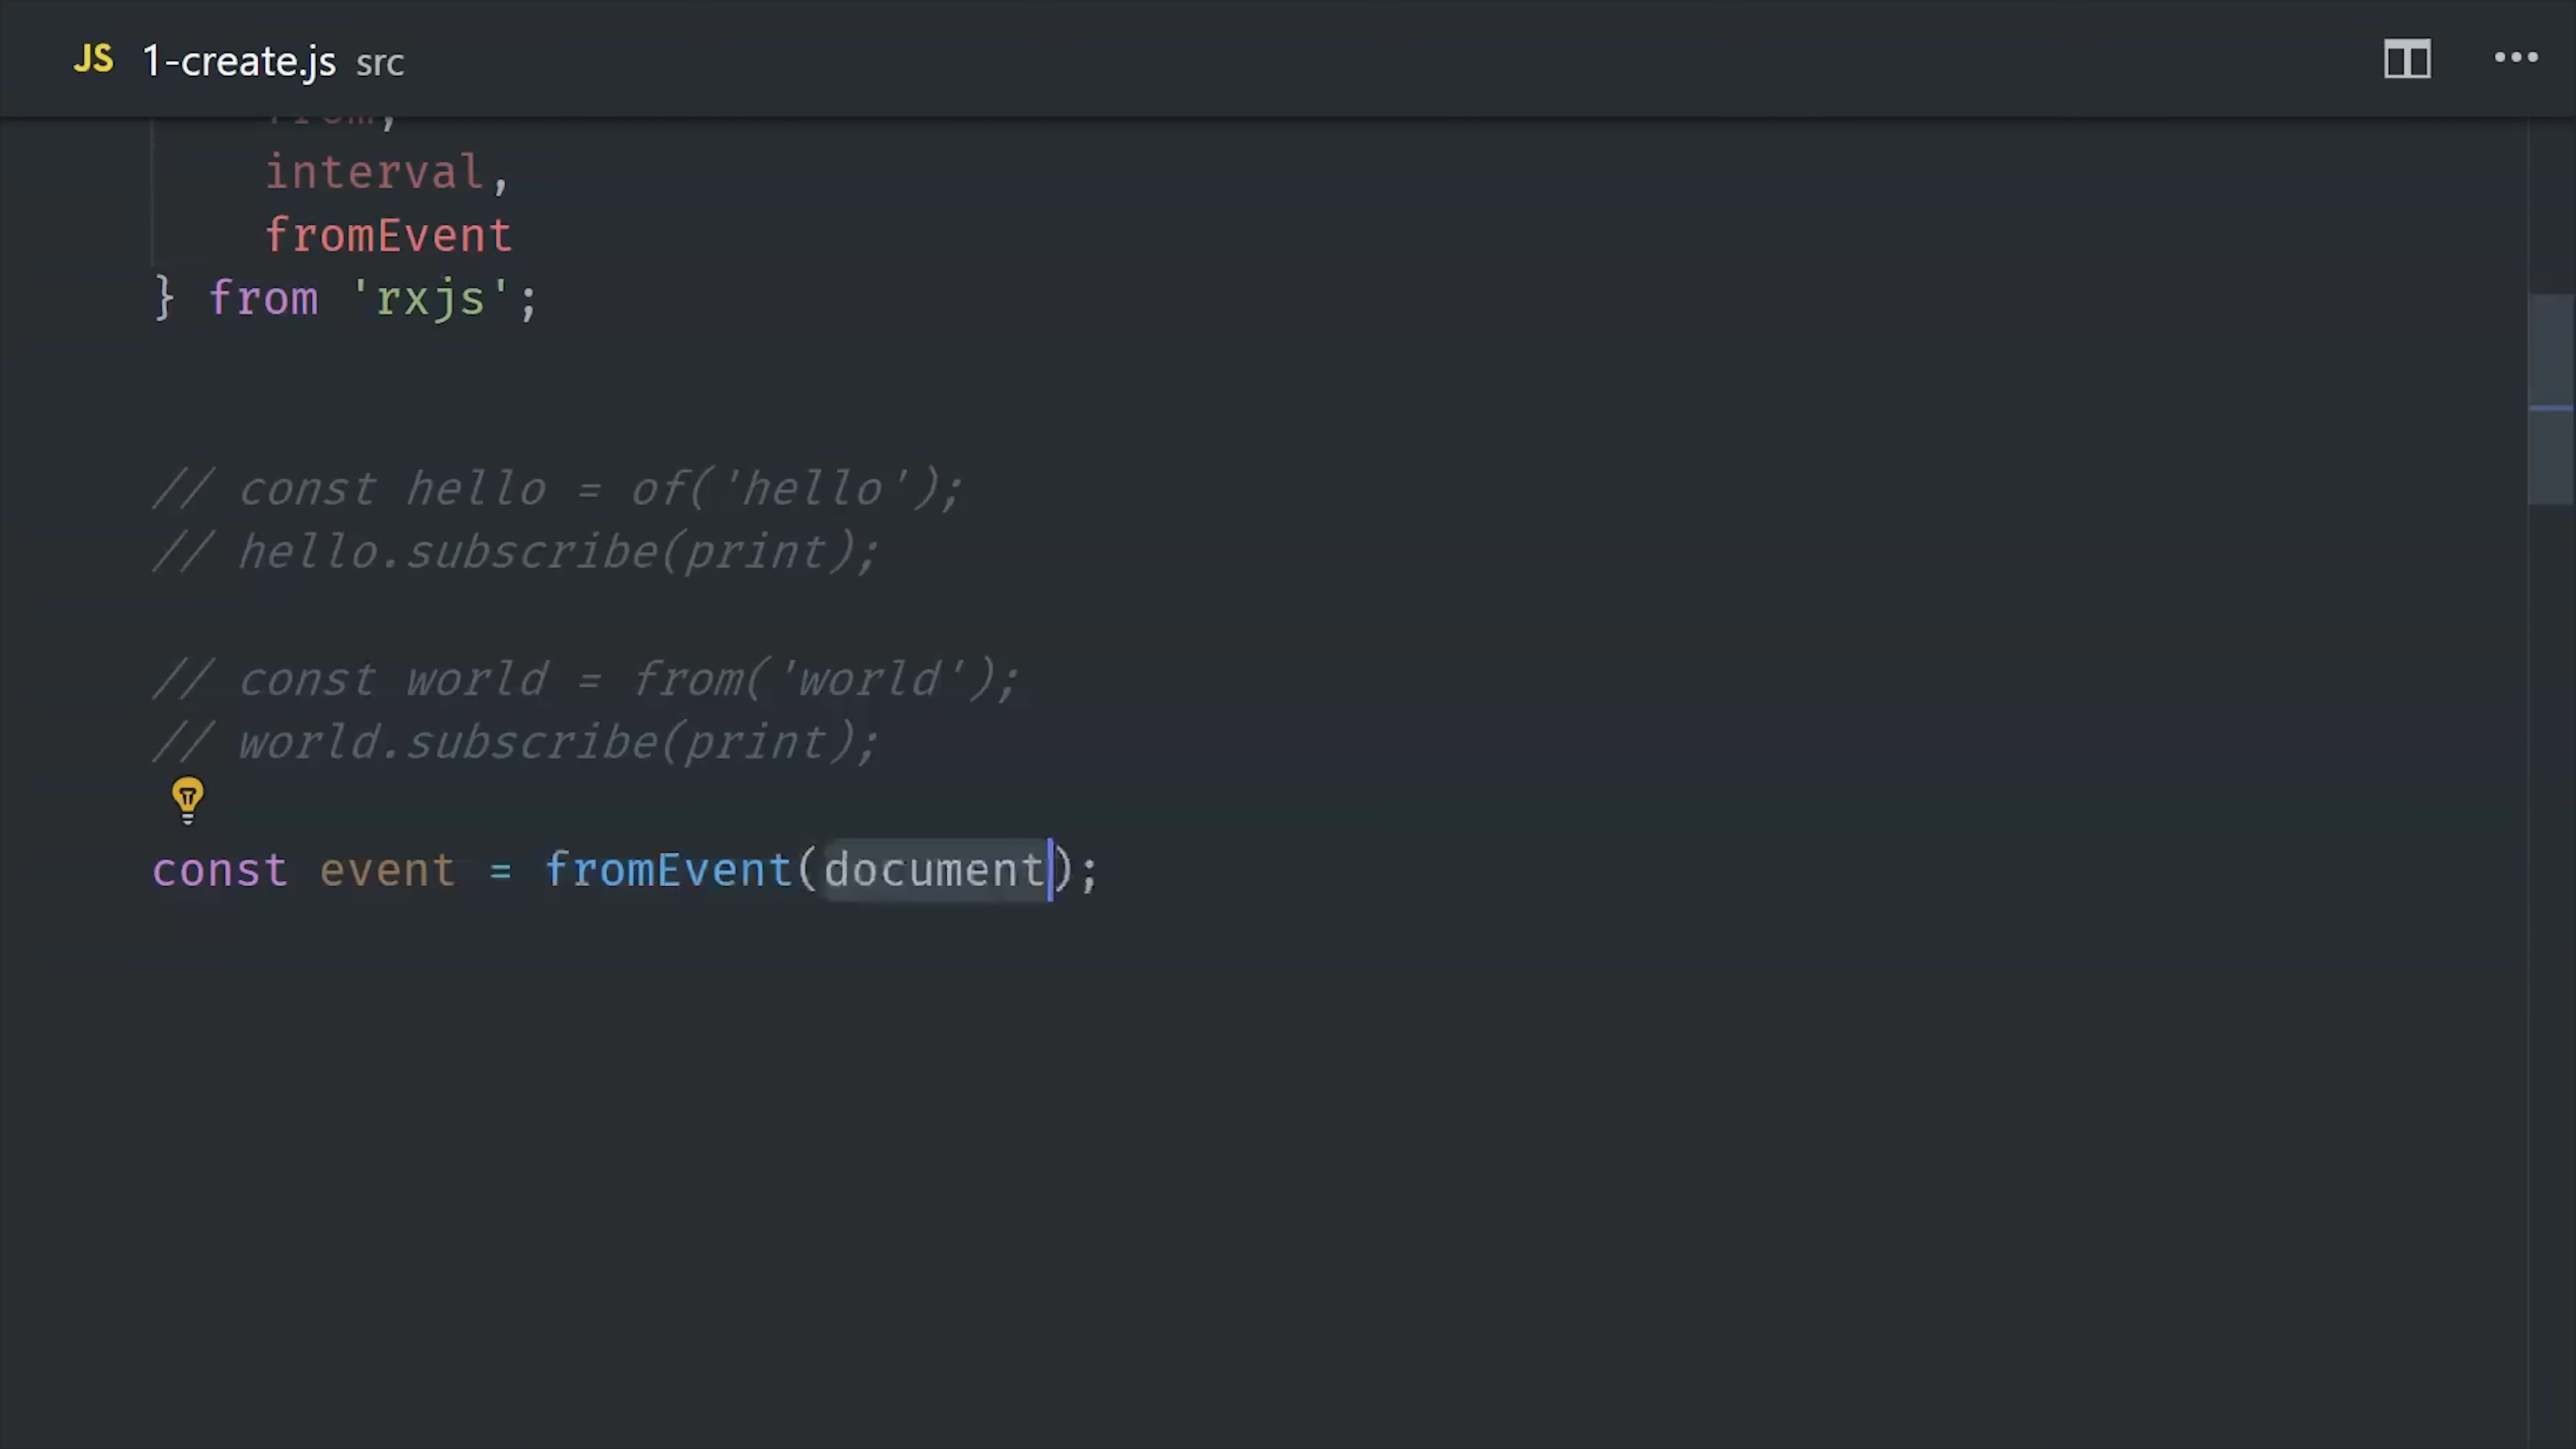 JS 1-create.js src
from,
interval,
fromEvent
} from 'rxjs';
// const hello = of('hello');
// hello.subscribe(print);
// const world = from('world');
// world.subscribe(print);
const event = fromEvent(document);